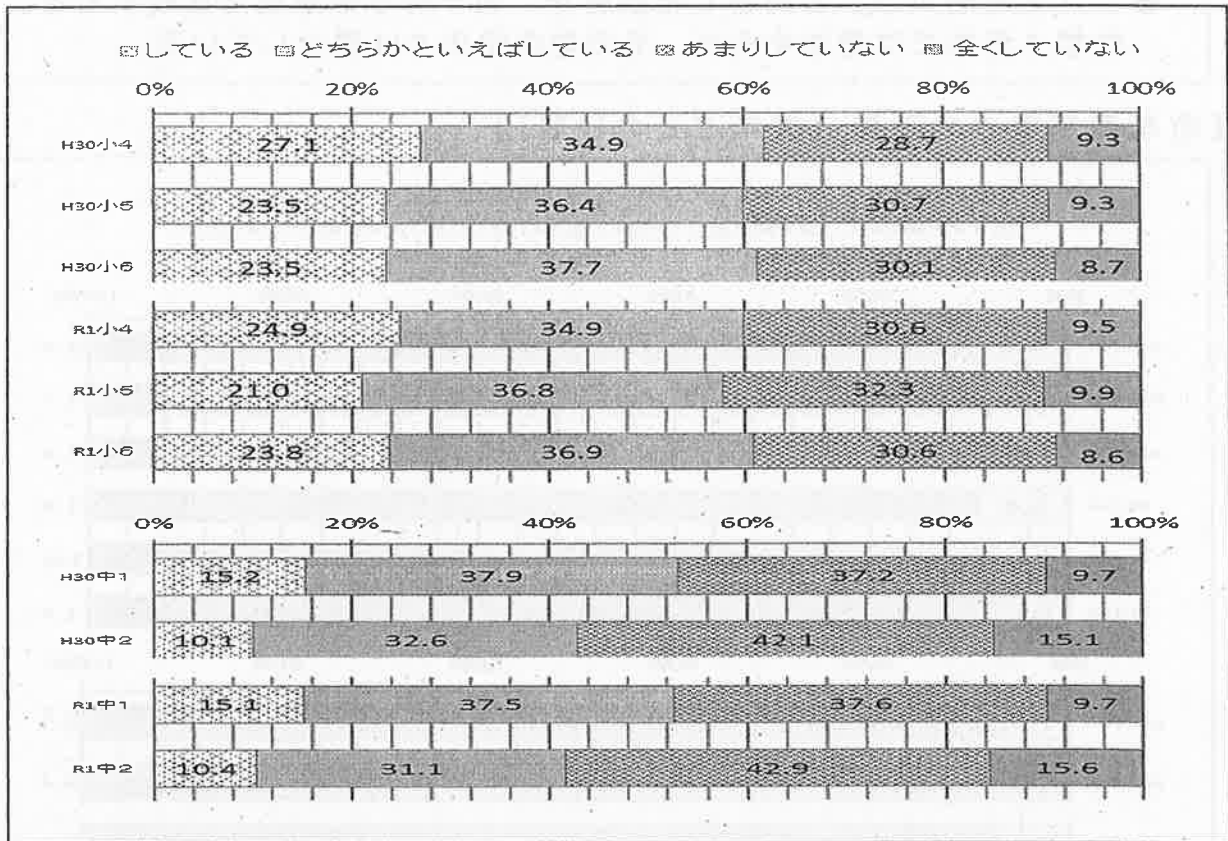 している どちらかといえばしている あまりしていない 全くしていない
0% 20% 40% 60% 80% 100%
H30小4 27.1 34.9 28.7 9.3
H30小5 23.5 36.4 30.7 9.3
H30小6 23.5 37.7 30.1 8.7
R1小4 24.9 34.9 30.6 9.5
R1小5 21.0 36.8 32.3 9.9
R1小6 23.8 36.9 30.6 8.6
0% 20% 40% 60% 80% 100%
H30中1 15.2 37.9 37.2 9.7
H30中2 10.1 32.6 42.1 15.1
R1中1 15.1 37.5 37.6 9.7
R1中2 10.4 31.1 42.9 15.6